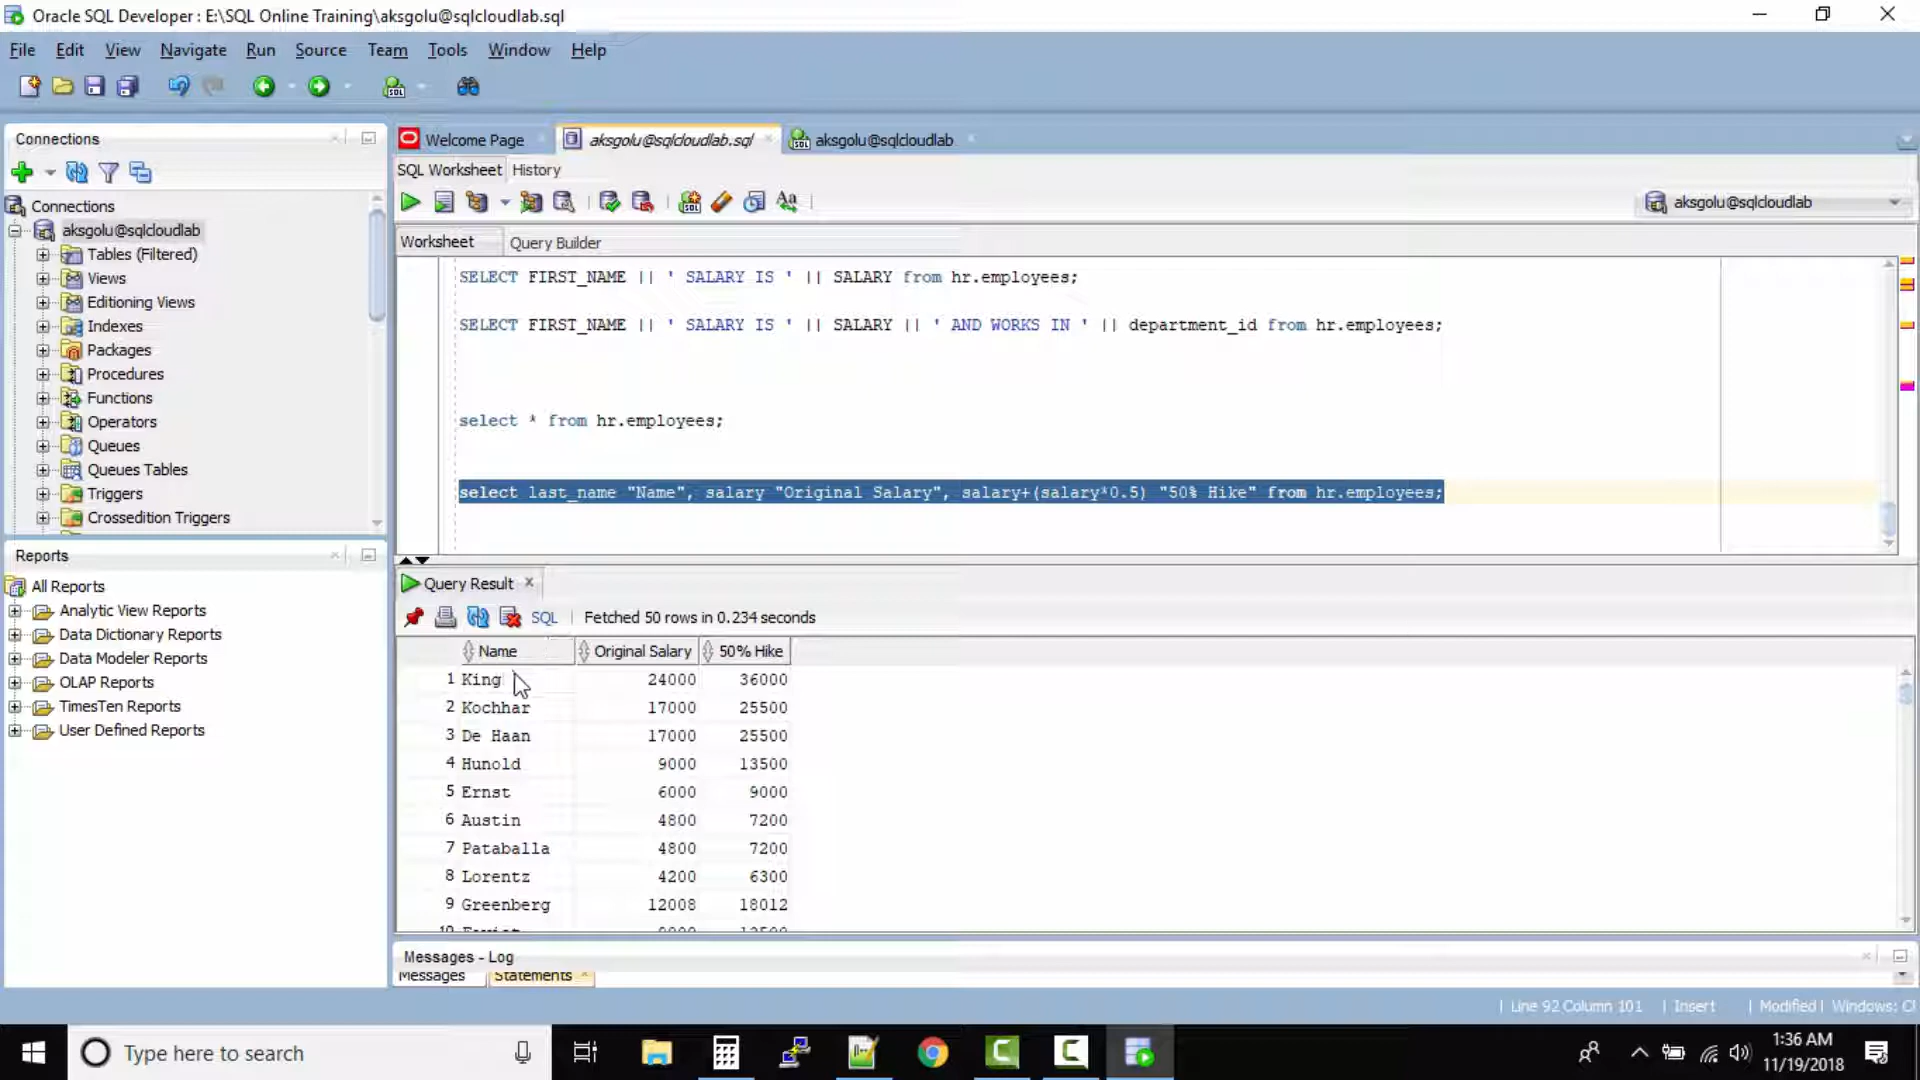 Oracle SQL Developer : E:\SQL Online Training\aksgolu@sqlcloudlab.sql
File Edit View Navigate Run Source Team Tools Window Help
Connections
Connections
aksgolu@sqlcloudlab
Tables (Filtered)
Views
Editioning Views
Indexes
Packages
Procedures
Functions
Operators
Queues
Queues Tables
Triggers
Crossedition Triggers
Reports
All Reports
Analytic View Reports
Data Dictionary Reports
Data Modeler Reports
OLAP Reports
TimesTen Reports
User Defined Reports
Welcome Page aksgolu@sqlcloudlab.sql aksgolu@sqlcloudlab
SQL Worksheet History
aksgolu@sqlcloudlab
Worksheet Query Builder
SELECT FIRST_NAME || ' SALARY IS ' || SALARY from hr.employees;
SELECT FIRST_NAME || ' SALARY IS ' || SALARY || ' AND WORKS IN ' || department_id from hr.employees;
select * from hr.employees;
select last_name "Name", salary "Original Salary", salary+(salary*0.5) "50% Hike" from hr.employees;
Query Result
SQL Fetched 50 rows in 0.234 seconds
Name Original Salary 50% Hike
1 King 24000 36000
2 Kochhar 17000 25500
3 De Haan 17000 25500
4 Hunold 9000 13500
5 Ernst 6000 9000
6 Austin 4800 7200
7 Pataballa 4800 7200
8 Lorentz 4200 6300
9 Greenberg 12008 18012
Messages - Log
Messages Statements
Line 92 Column 101 Insert Modified Windows:
Type here to search
1:36 AM
11/19/2018